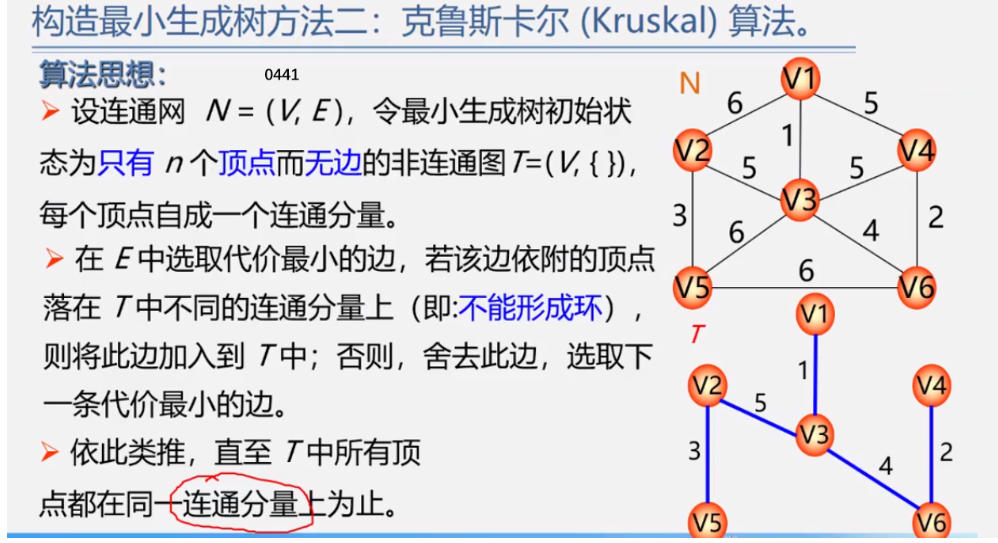 构造最小生成树方法二：克鲁斯卡尔 (Kruskal) 算法。
算法思想：
0441
➢ 设连通网 N = (V, E )，令最小生成树初始状
态为只有 n 个顶点而无边的非连通图T=(V, { })，
每个顶点自成一个连通分量。
➢ 在 E 中选取代价最小的边，若该边依附的顶点
落在 T 中不同的连通分量上（即:不能形成环），
则将此边加入到 T 中；否则，舍去此边，选取下
一条代价最小的边。
➢ 依此类推，直至 T 中所有顶
点都在同一连通分量上为止。
N
V1
6
5
1
V2
V4
5
5
V3
3
2
6
4
V5
6
V6
T
V1
1
V2
V4
5
V3
3
4
2
V5
V6